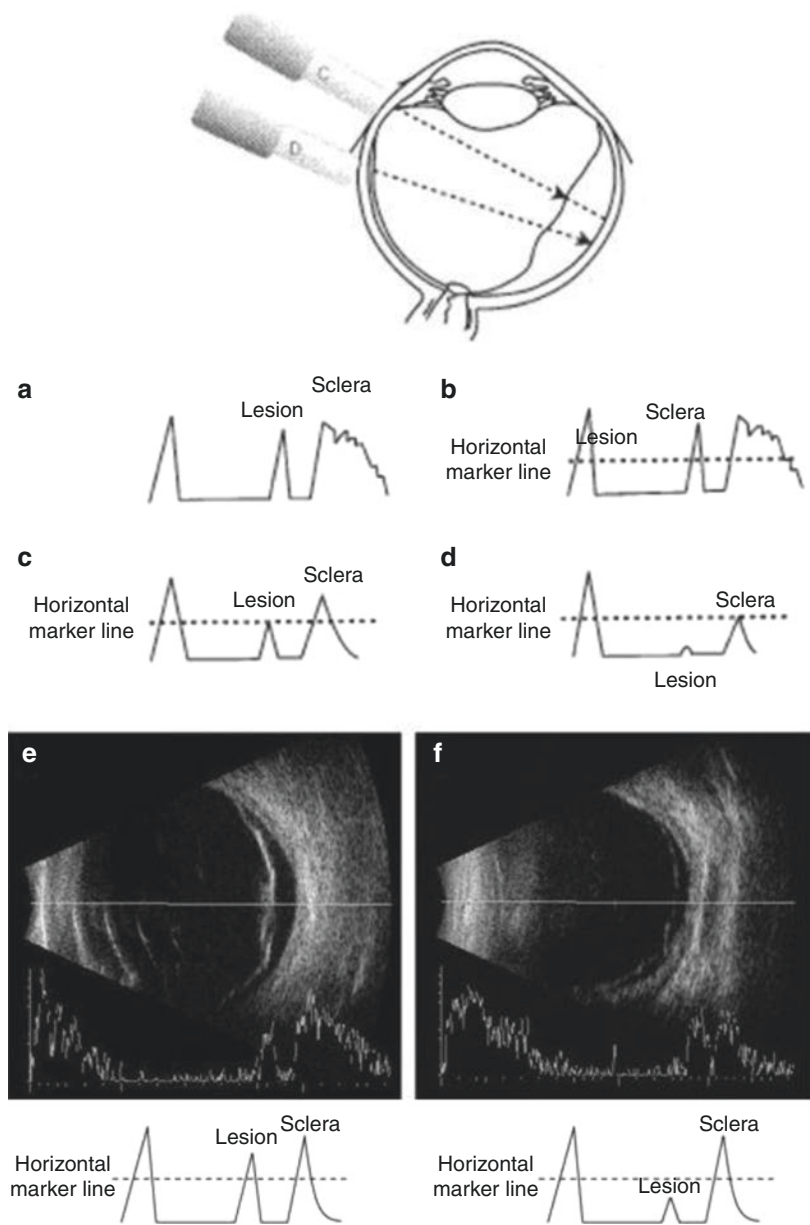 C
D
a
Sclera
Lesion
b
Sclera
Lesion
Horizontal
marker line
c
Sclera
Lesion
Horizontal
marker line
d
Sclera
Horizontal
marker line
Lesion
e
f
Sclera
Lesion
Horizontal
marker line
Sclera
Lesion
Horizontal
marker line